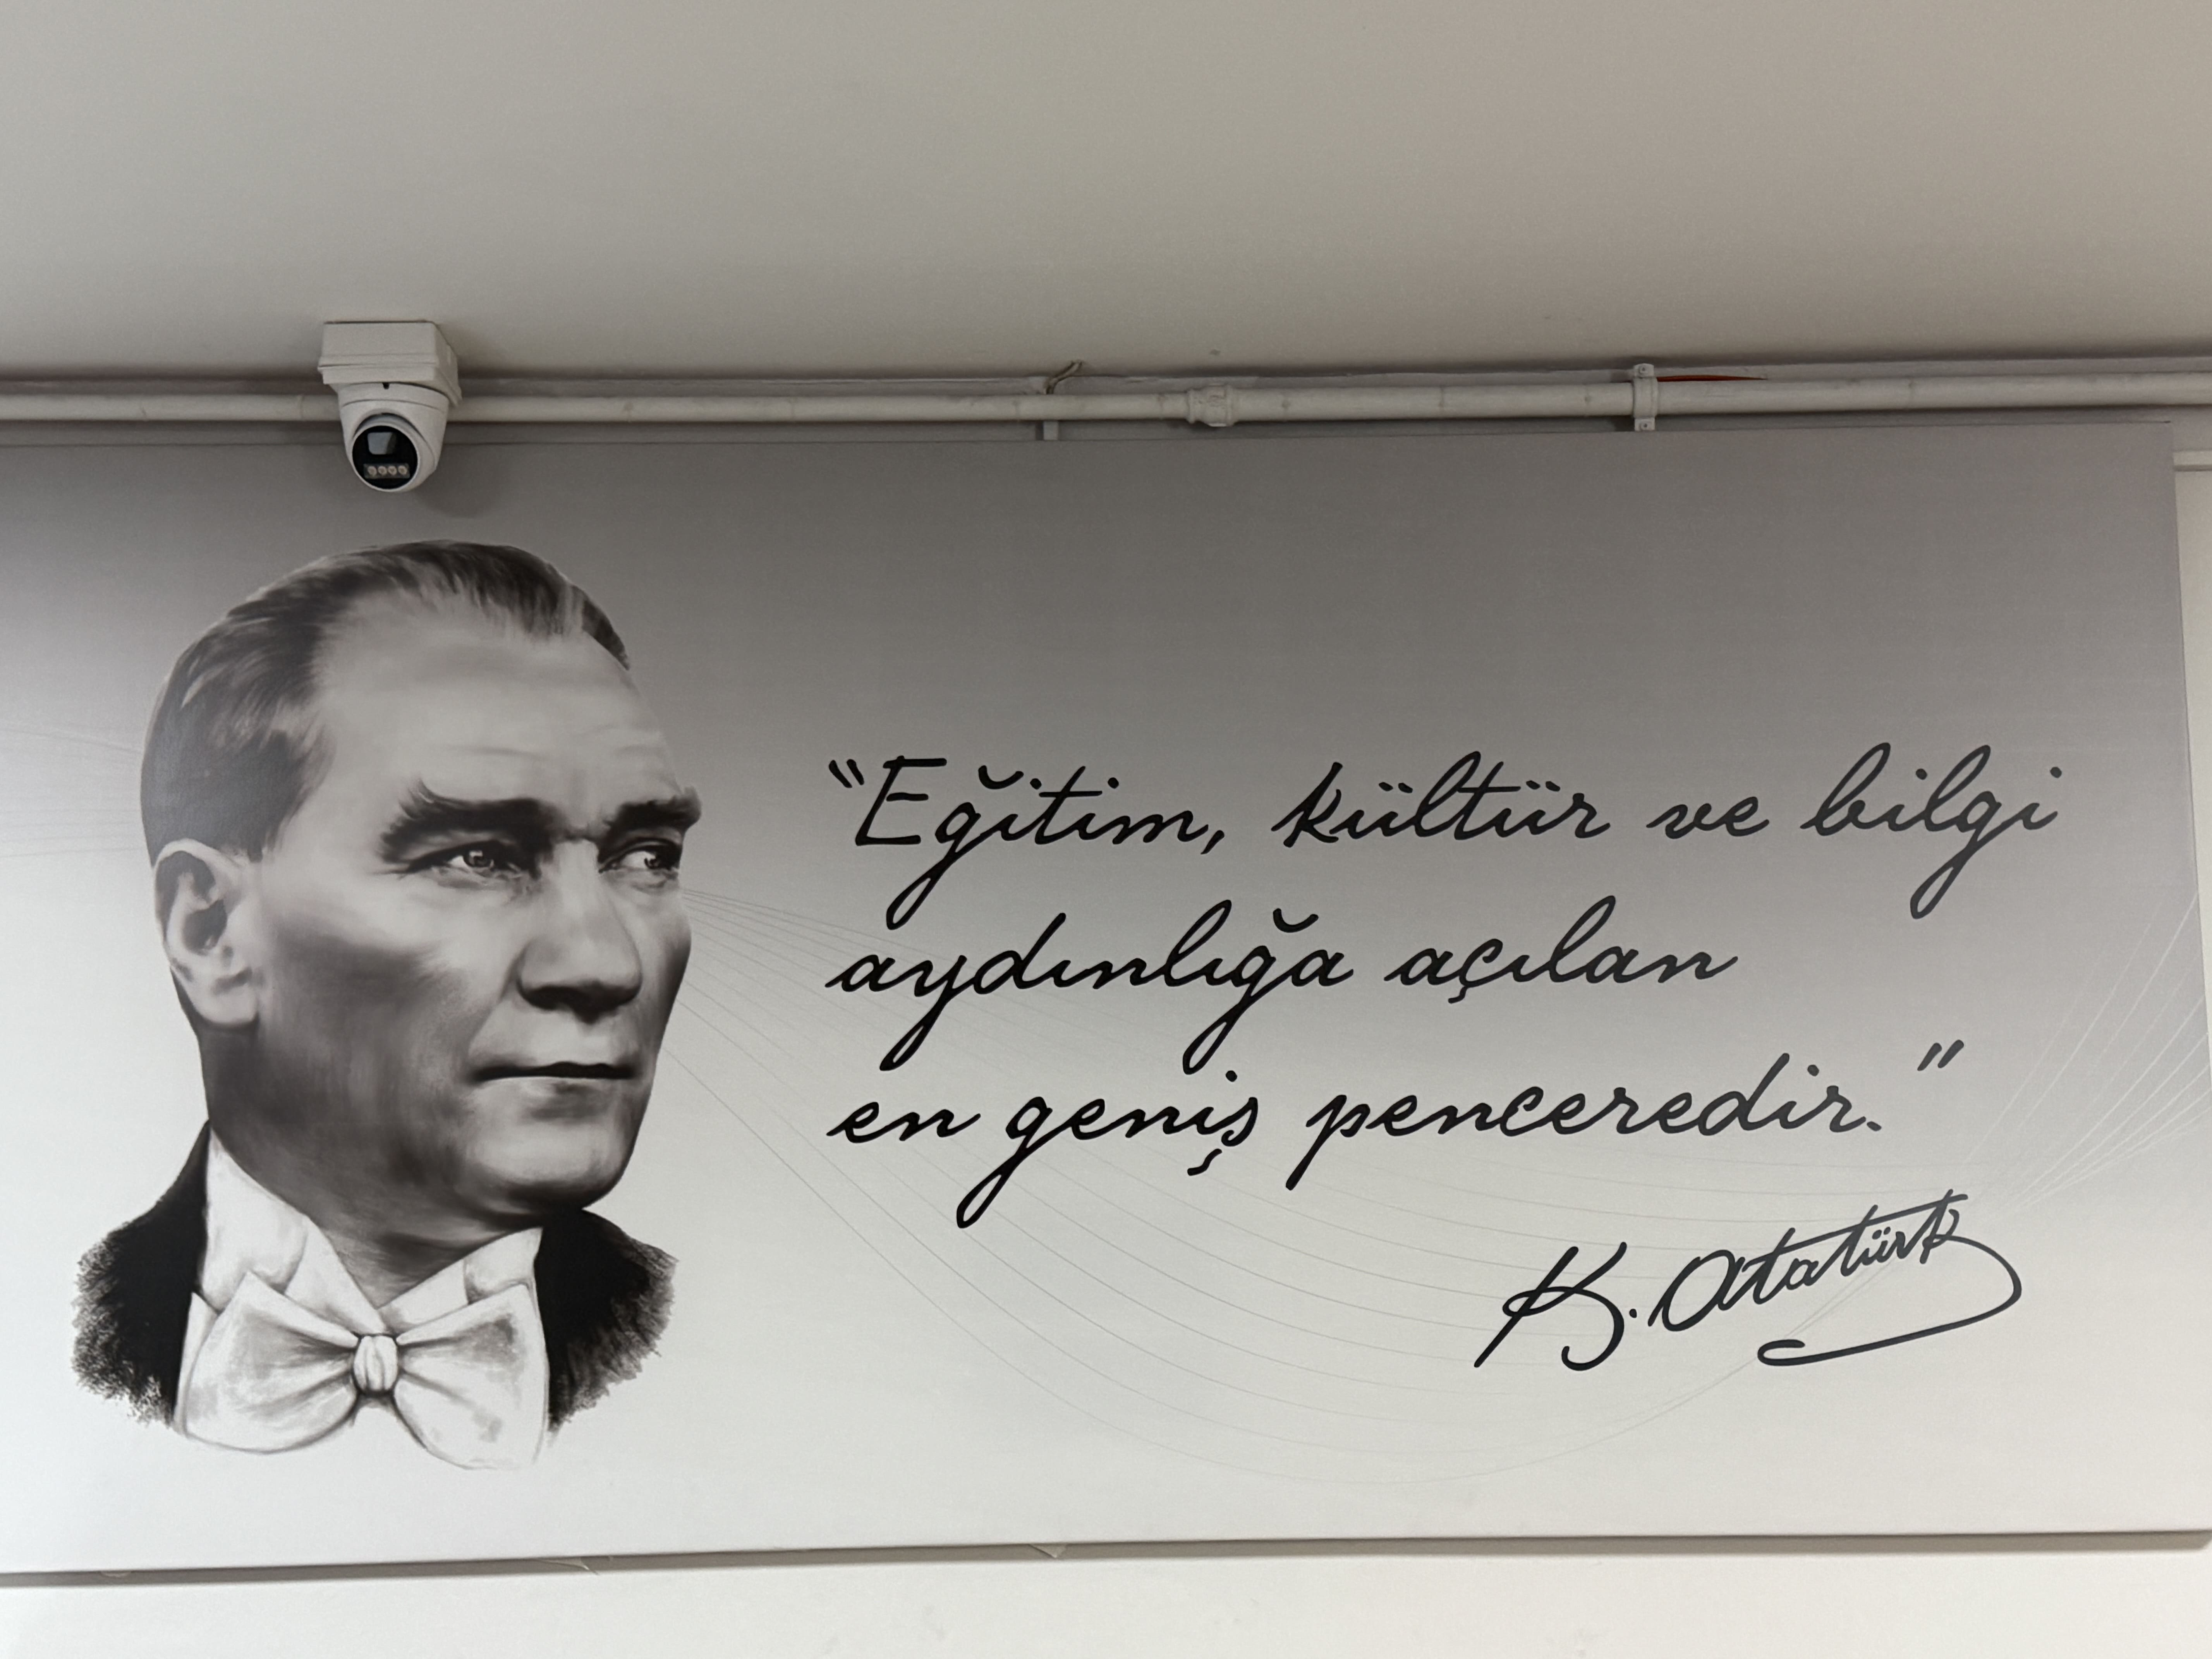 "Eğitim, kültür ve bilgi
aydınlığa açılan
en geniş penceredir."
K. Atatürk